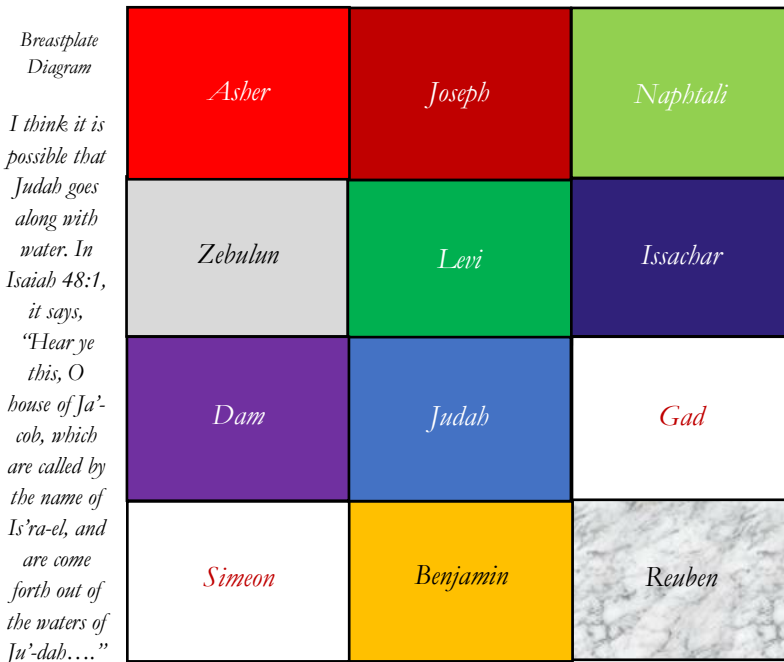 Breastplate
Diagram
I think it is
possible that
Judah goes
along with
water. In
Isaiah 48:1,
it says,
“Hear ye
this, O
house of Ja’-
cob, which
are called by
the name of
Is’ra-el, and
are come
forth out of
the waters of
Ju’-dah….”
Asher
Joseph
Naphtali
Zebulun
Levi
Issachar
Dam
Judah
Gad
Simeon
Benjamin
Reuben